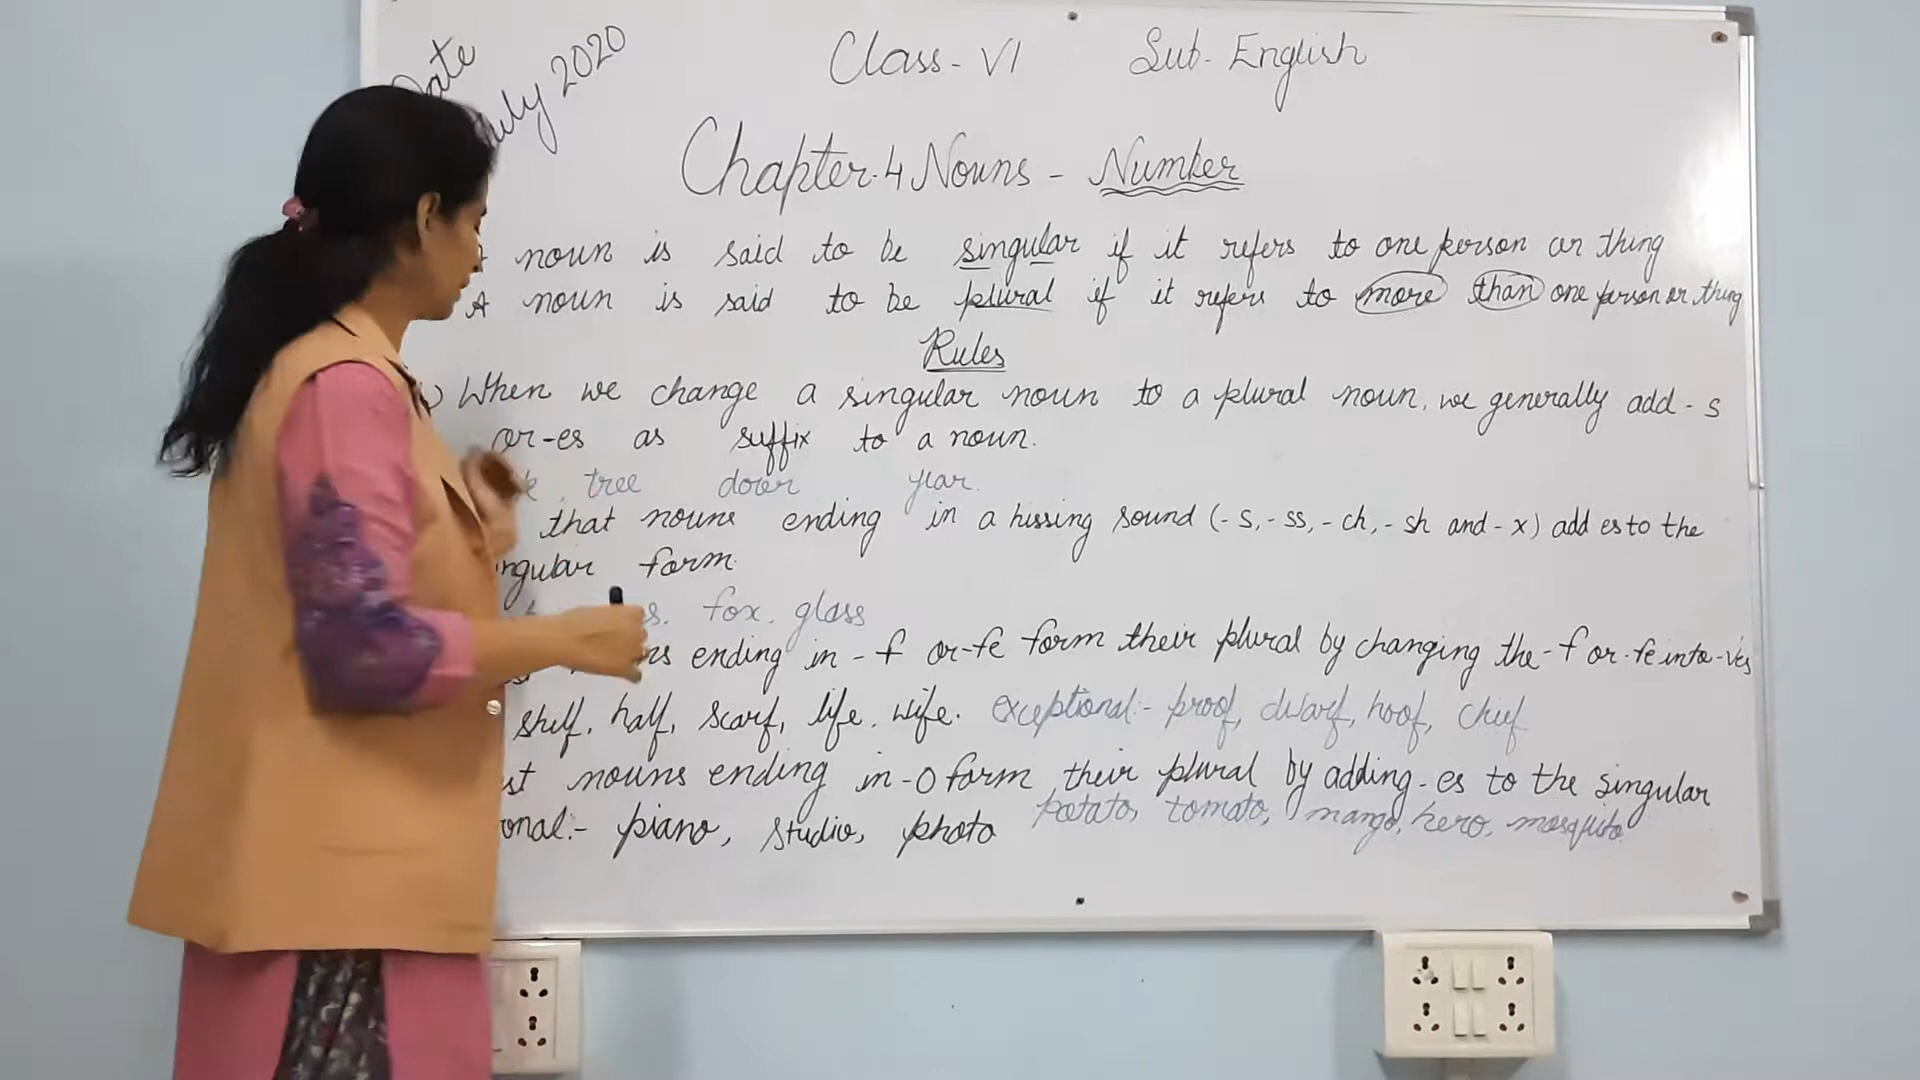 Date
July 2020
Class - VI Sub - English
Chapter-4 Nouns - Number
A noun is said to be singular if it refers to one person or thing
A noun is said to be plural if it refers to more than one person or thing
Rules
When we change a singular noun to a plural noun, we generally add - s
or -es as suffix to a noun.
tree door year.
that nouns ending in a hissing sound (-s, -ss, -ch, -sh and -x) add es to the
form.
fox, glass
ending in -f or -fe form their plural by changing the -f or -fe into -ves
shelf, half, scarf, life, wife. exceptional:- proof, dwarf, hoof, chief
nouns ending in -O form their plural by adding -es to the singular
piano, studio, photo potato, tomato, mango, hero, mosquito